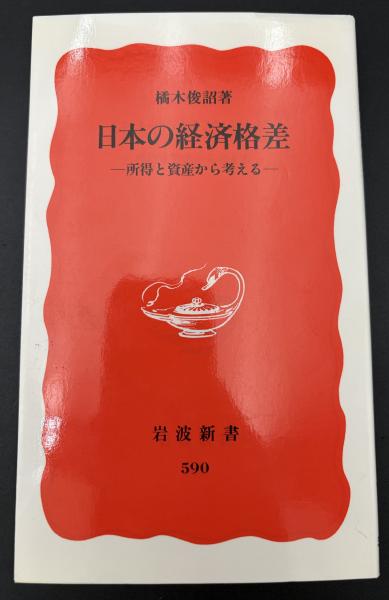 橘木俊詔著
日本の経済格差
―所得と資産から考える―
岩波新書
590